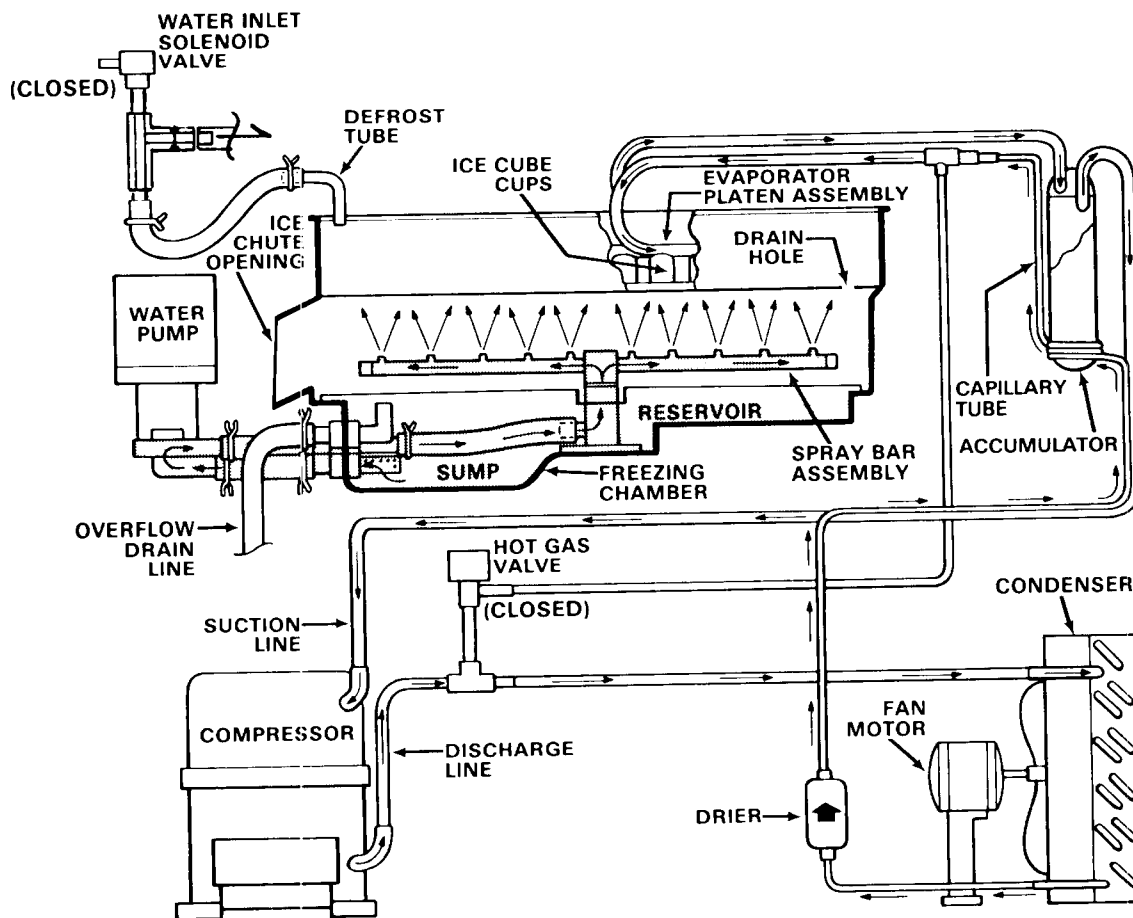 WATER INLET
SOLENOID
VALVE
(CLOSED)
DEFROST
TUBE
ICE CUBE
CUPS
EVAPORATOR
PLATEN ASSEMBLY
ICE
CHUTE
OPENING
DRAIN
HOLE
WATER
PUMP
CAPILLARY
TUBE
ACCUMULATOR
RESERVOIR
SPRAY BAR
ASSEMBLY
SUMP
FREEZING
CHAMBER
OVERFLOW
DRAIN
LINE
HOT GAS
VALVE
(CLOSED)
CONDENSER
SUCTION
LINE
COMPRESSOR
FAN
MOTOR
DISCHARGE
LINE
DRIER